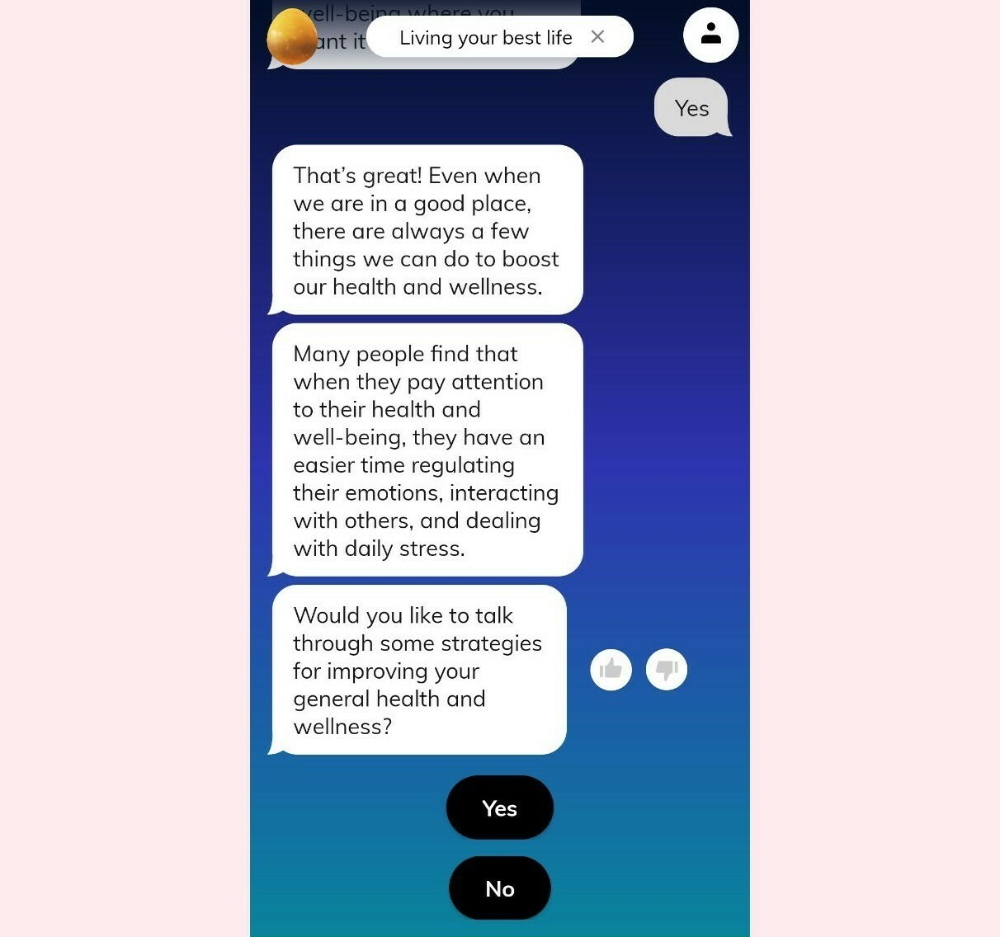 well-being where you
ant it
Living your best life
Yes
That's great! Even when
we are in a good place,
there are always a few
things we can do to boost
our health and wellness.
Many people find that
when they pay attention
to their health and
well-being, they have an
easier time regulating
their emotions, interacting
with others, and dealing
with daily stress.
Would you like to talk
through some strategies
for improving your
general health and
wellness?
Yes
No